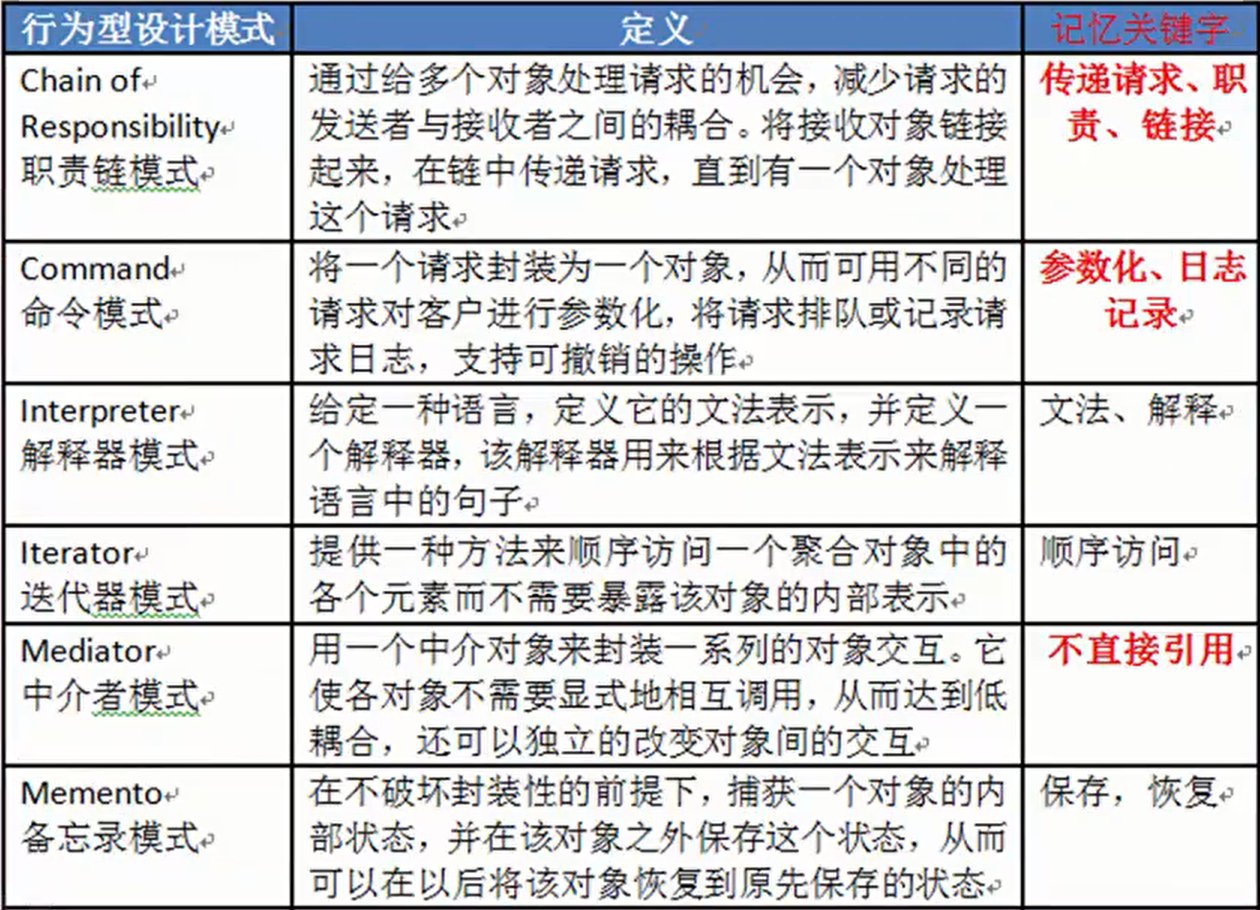 行为型设计模式 定义 记忆关键字
Chain of
Responsibility
职责链模式
通过给多个对象处理请求的机会，减少请求的
发送者与接收者之间的耦合。将接收对象链接
起来，在链中传递请求，直到有一个对象处理
这个请求
传递请求、职
责、链接
Command
命令模式
将一个请求封装为一个对象，从而可用不同的
请求对客户进行参数化，将请求排队或记录请
求日志，支持可撤销的操作
参数化、日志
记录
Interpreter
解释器模式
给定一种语言，定义它的文法表示，并定义一
个解释器，该解释器用来根据文法表示来解释
语言中的句子
文法、解释
Iterator
迭代器模式
提供一种方法来顺序访问一个聚合对象中的
各个元素而不需要暴露该对象的内部表示
顺序访问
Mediator
中介者模式
用一个中介对象来封装一系列的对象交互。它
使各对象不需要显式地相互调用，从而达到低
耦合，还可以独立的改变对象间的交互
不直接引用
Memento
备忘录模式
在不破坏封装性的前提下，捕获一个对象的内
部状态，并在该对象之外保存这个状态，从而
可以在以后将该对象恢复到原先保存的状态
保存，恢复